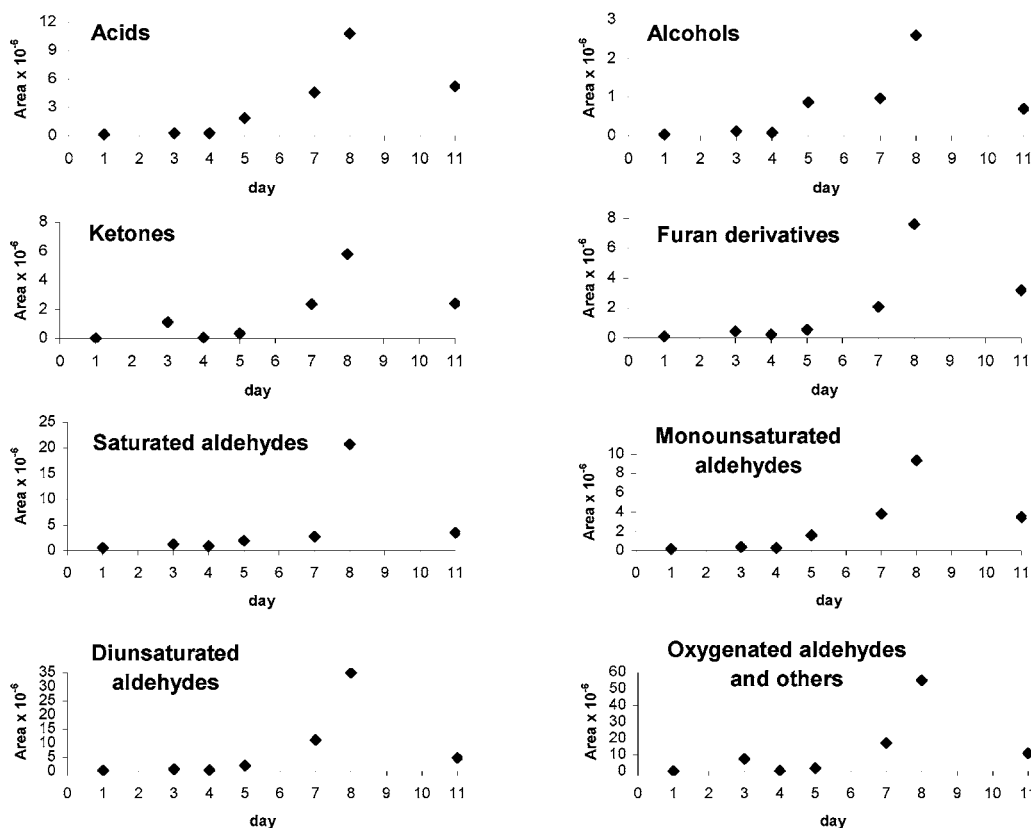 Acids
Area x 10-6
12
9
6
3
0
0 1 2 3 4 5 6 7 8 9 10 11
day
Alcohols
Area x 10-6
3
2
1
0
0 1 2 3 4 5 6 7 8 9 10 11
day
Ketones
Area x 10-6
8
6
4
2
0
0 1 2 3 4 5 6 7 8 9 10 11
day
Furan derivatives
Area x 10-6
8
6
4
2
0
0 1 2 3 4 5 6 7 8 9 10 11
day
Saturated aldehydes
Area x 10-6
25
20
15
10
5
0
0 1 2 3 4 5 6 7 8 9 10 11
day
Monounsaturated
aldehydes
Area x 10-6
10
8
6
4
2
0
0 1 2 3 4 5 6 7 8 9 10 11
day
Diunsaturated
aldehydes
Area x 10-6
35
30
25
20
15
10
5
0
0 1 2 3 4 5 6 7 8 9 10 11
day
Oxygenated aldehydes
and others
Area x 10-6
60
50
40
30
20
10
0
0 1 2 3 4 5 6 7 8 9 10 11
day